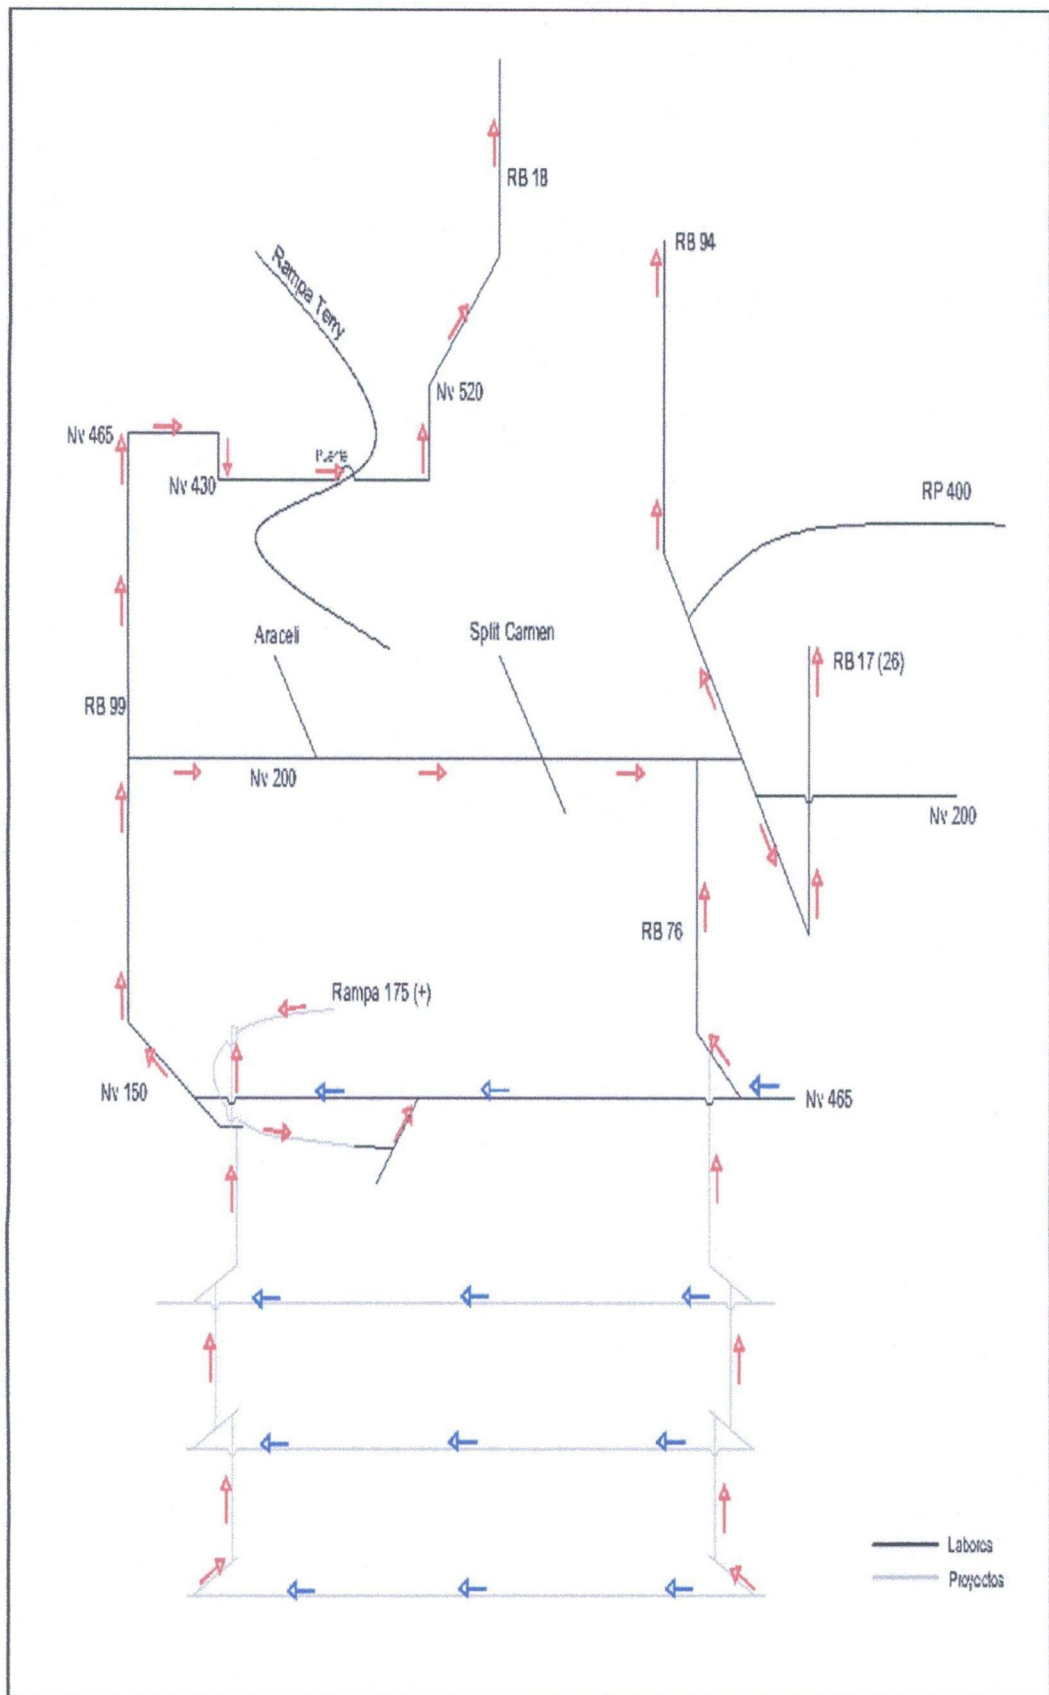 RB 18
RB 94
Rampa Terry
Nv 520
Nv 465
Puente
Nv 430
RP 400
Araceli
Split Carmen
RB 17 (26)
RB 99
Nv 200
Nv 200
RB 76
Rampa 175 (+)
Nv 150
Nv 465
Labores
Proyectos